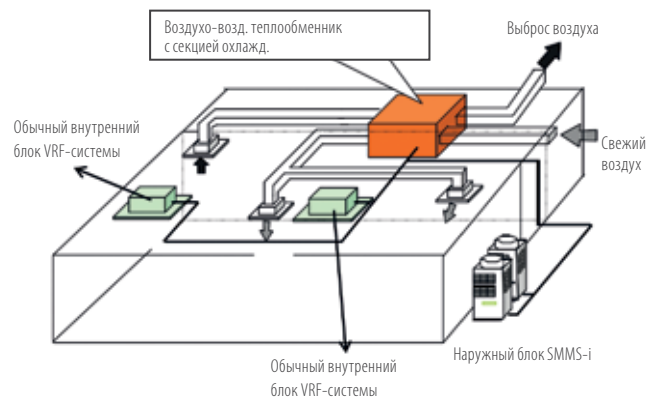 Воздухо-возд. теплообменник
с секцией охлажд.
Выброс воздуха
Обычный внутренний
блок VRF-системы
Свежий
воздух
Наружный блок SMMS-i
Обычный внутренний
блок VRF-системы